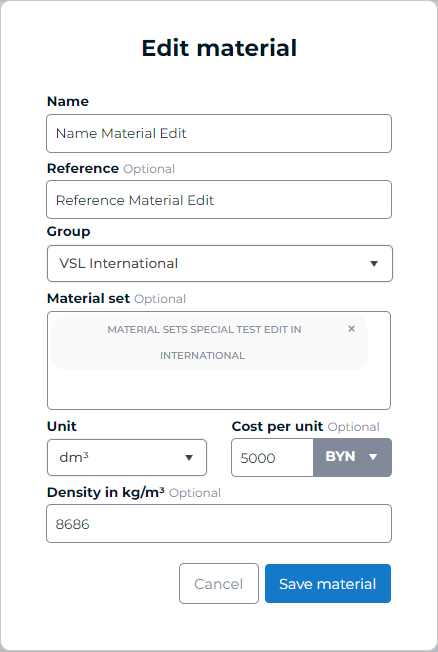 Edit material
Name
Name Material Edit
Reference Optional
Reference Material Edit
Group
VSL International
Material set Optional
MATERIAL SETS SPECIAL TEST EDIT IN ×
INTERNATIONAL
Unit Cost per unit Optional
dm³ 5000 BYN
Density in kg/m³ Optional
8686
Cancel Save material